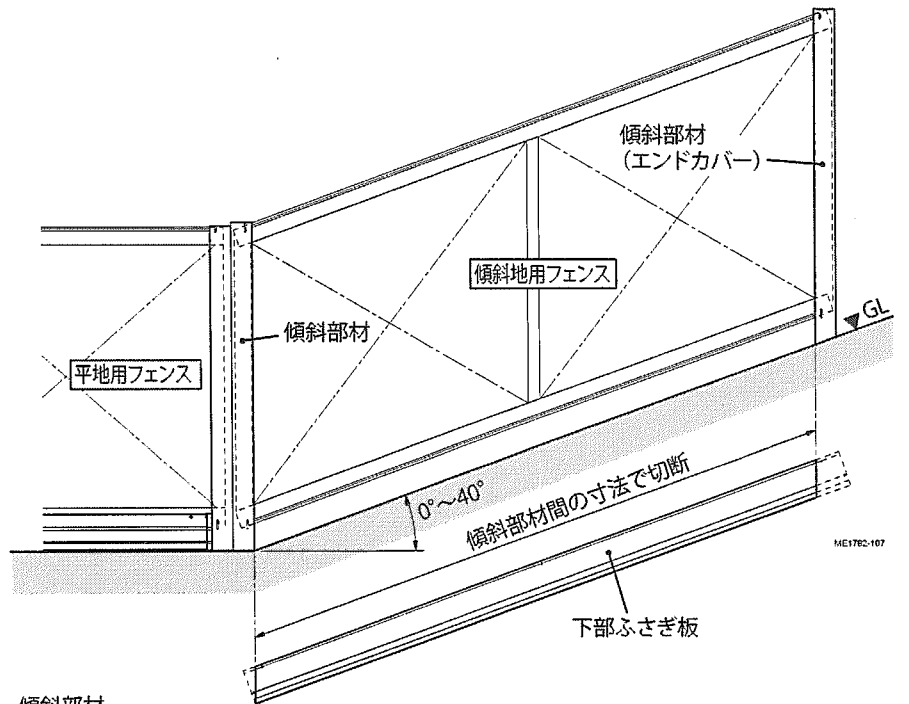 傾斜部材
(エンドカバー)
傾斜地用フェンス
GL
傾斜部材
平地用フェンス
0°~40°
傾斜部材間の寸法で切断
ME1782-107
下部ふさぎ板
傾斜部材